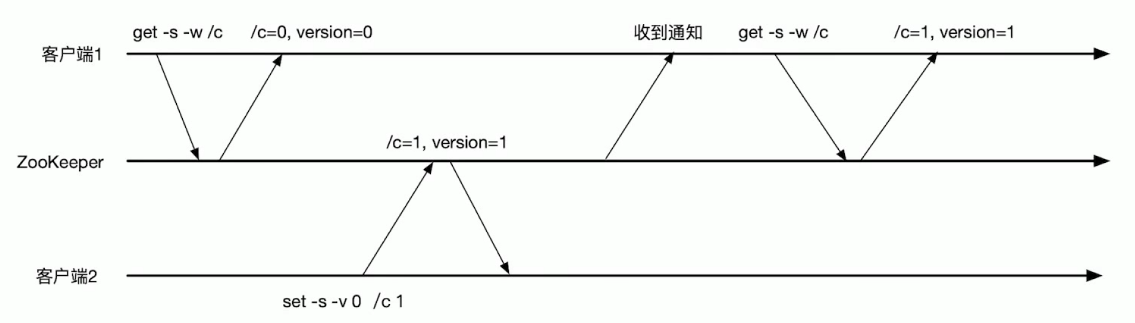 get -s -w /c
/c=0, version=0
收到通知
get -s -w /c
/c=1, version=1
客户端1
/c=1, version=1
ZooKeeper
客户端2
set -s -v 0 /c 1